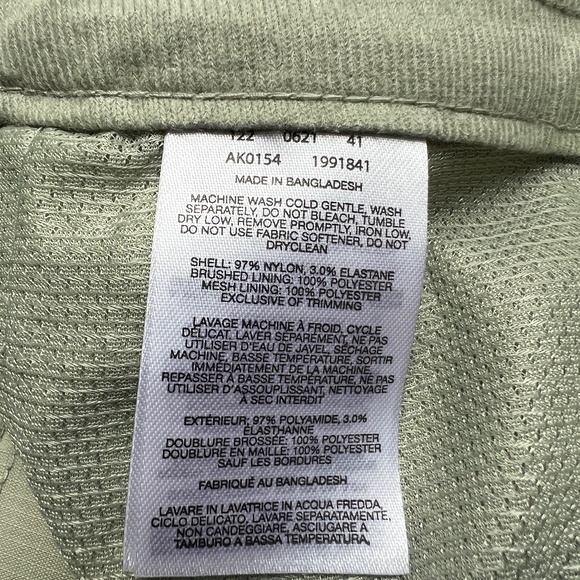 122 0621 41
AK0154 1991841
MADE IN BANGLADESH
MACHINE WASH COLD GENTLE, WASH
SEPARATELY, DO NOT BLEACH, TUMBLE
DRY LOW, REMOVE PROMPTLY, IRON LOW,
DO NOT USE FABRIC SOFTENER, DO NOT
DRYCLEAN
SHELL: 97% NYLON, 3.0% ELASTANE
BRUSHED LINING: 100% POLYESTER
MESH LINING: 100% POLYESTER
EXCLUSIVE OF TRIMMING
LAVAGE MACHINE À FROID, CYCLE
DÉLICAT, LAVER SÉPAREMENT, NE PAS
UTILISER D'EAU DE JAVEL, SÉCHAGE
MACHINE, BASSE TEMPÉRATURE, SORTIR
IMMÉDIATEMENT DE LA MACHINE,
REPASSER À BASSE TEMPÉRATURE, NE PAS
UTILISER D'ASSOUPLISSANT, NETTOYAGE
À SEC INTERDIT
EXTÉRIEUR: 97% POLYAMIDE, 3.0%
ÉLASTHANNE
DOUBLURE BROSSÉE: 100% POLYESTER
DOUBLURE EN MAILLE: 100% POLYESTER
SAUF LES BORDURES
FABRIQUÉ AU BANGLADESH
LAVARE IN LAVATRICE IN ACQUA FREDDA,
CICLO DELICATO, LAVARE SEPARATAMENTE,
NON CANDEGGIARE, ASCIUGARE A
TAMBURO A BASSA TEMPERATURA,